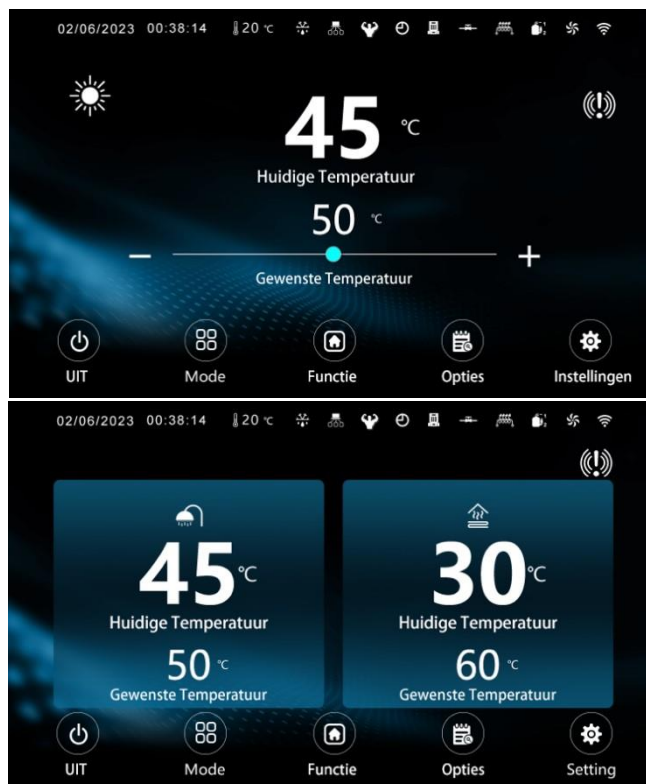 02/06/2023 00:38:14 20 ℃
45 ℃
Huidige Temperatuur
50 ℃
− +
Gewenste Temperatuur
UIT Mode Functie Opties Instellingen
02/06/2023 00:38:14 20 ℃
45 ℃ 30 ℃
Huidige Temperatuur Huidige Temperatuur
50 ℃ 60 ℃
Gewenste Temperatuur Gewenste Temperatuur
UIT Mode Functie Opties Setting